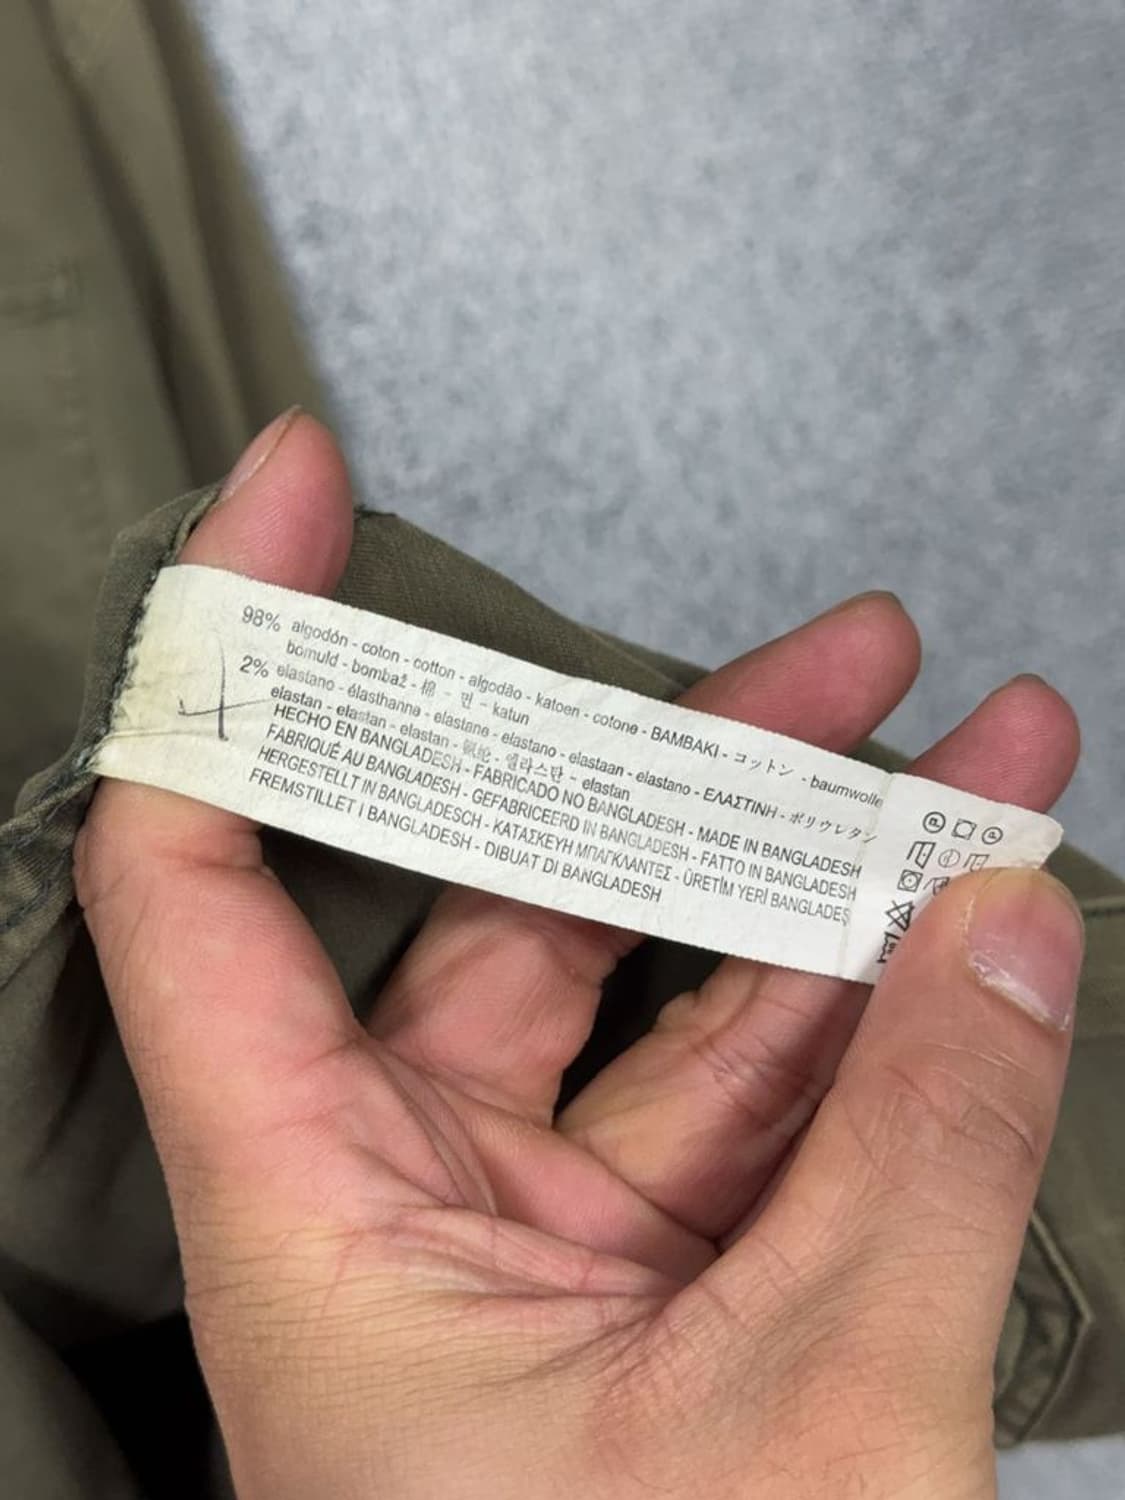 98% algodón - coton - cotton - algodão - katoen - cotone - BAMBAKI - コットン - baumwolle
bomuld - bombaž - 棉 - 면 - katun
2% elastano - élasthanne - elastane - elastano - elastaan - elastano - ΕΛΑΣΤΙΝΗ - ポリウレタン
elastan - elastan - elastan - 氨纶 - 엘라스탄 - elastan
HECHO EN BANGLADESH - FABRICADO NO BANGLADESH - MADE IN BANGLADESH
FABRIQUÉ AU BANGLADESH - GEFABRICEERD IN BANGLADESH - FATTO IN BANGLADESH
HERGESTELLT IN BANGLADESCH - ΚΑΤΑΣΚΕΥΗ ΜΠΑΓΚΛΑΝΤΕΣ - ÜRETİM YERİ BANGLADEŞ
FREMSTILLET I BANGLADESH - DIBUAT DI BANGLADESH